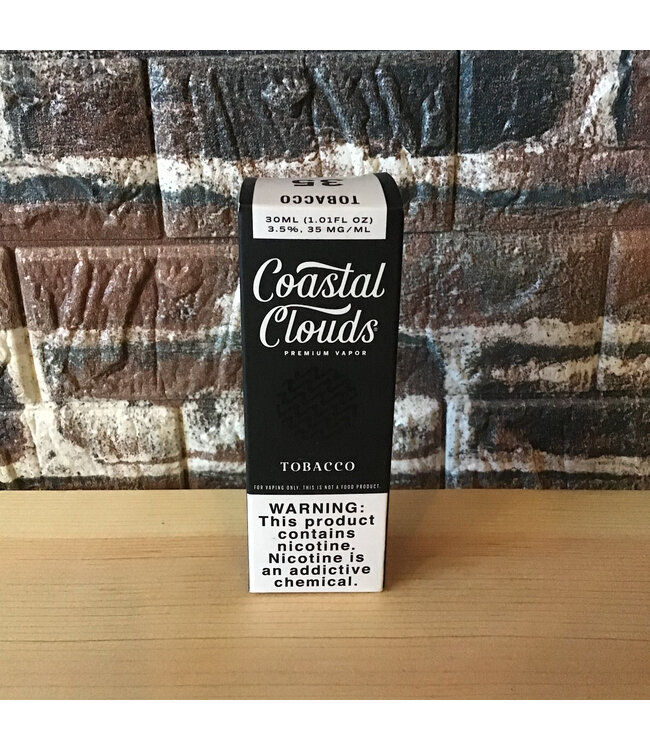 35
TOBACCO
30ML (1.01FL OZ)
3.5%, 35 MG/ML
Coastal
Clouds
PREMIUM VAPOR
TOBACCO
FOR VAPING ONLY. THIS IS NOT A FOOD PRODUCT.
WARNING:
This product
contains
nicotine.
Nicotine is
an addictive
chemical.